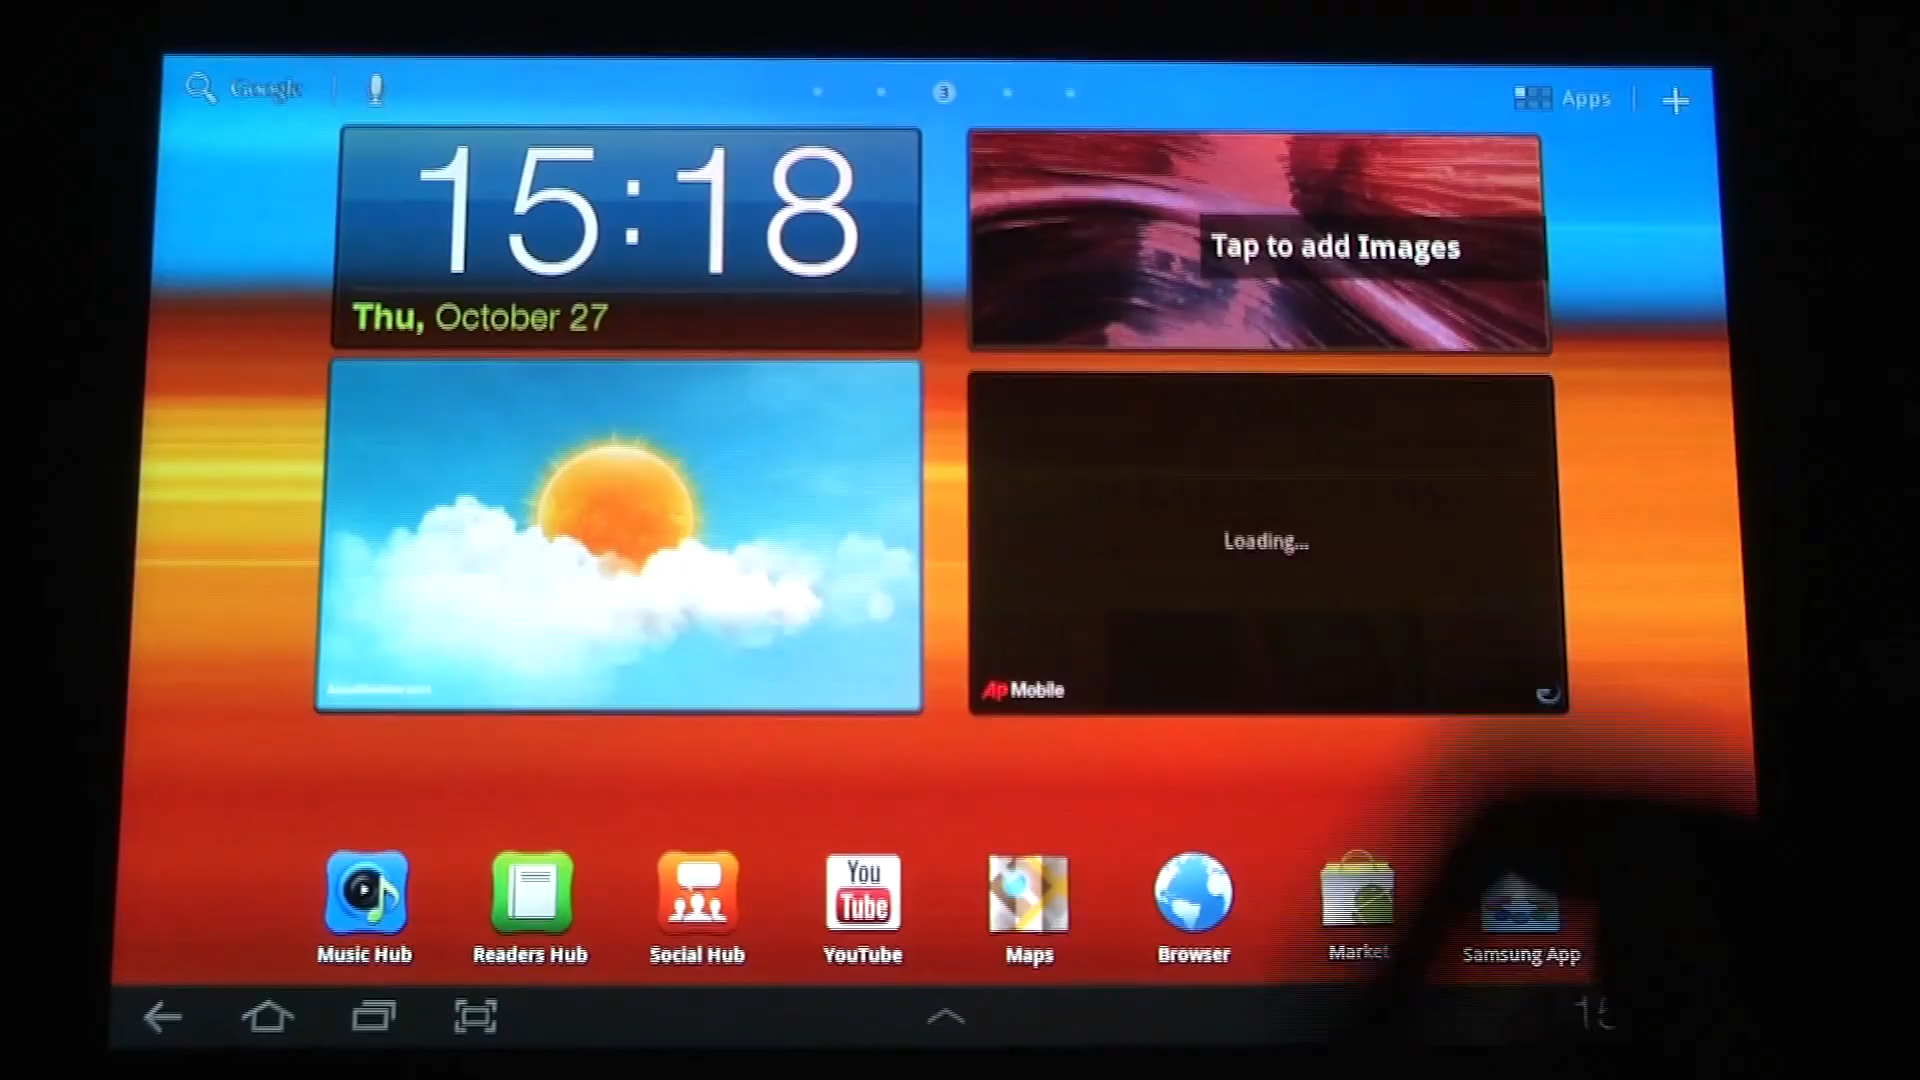 Google
3
Apps
15:18
Thu, October 27
Tap to add Images
Loading...
Ap Mobile
You
Tube
Music Hub
Readers Hub
Social Hub
YouTube
Maps
Browser
Market
Samsung App